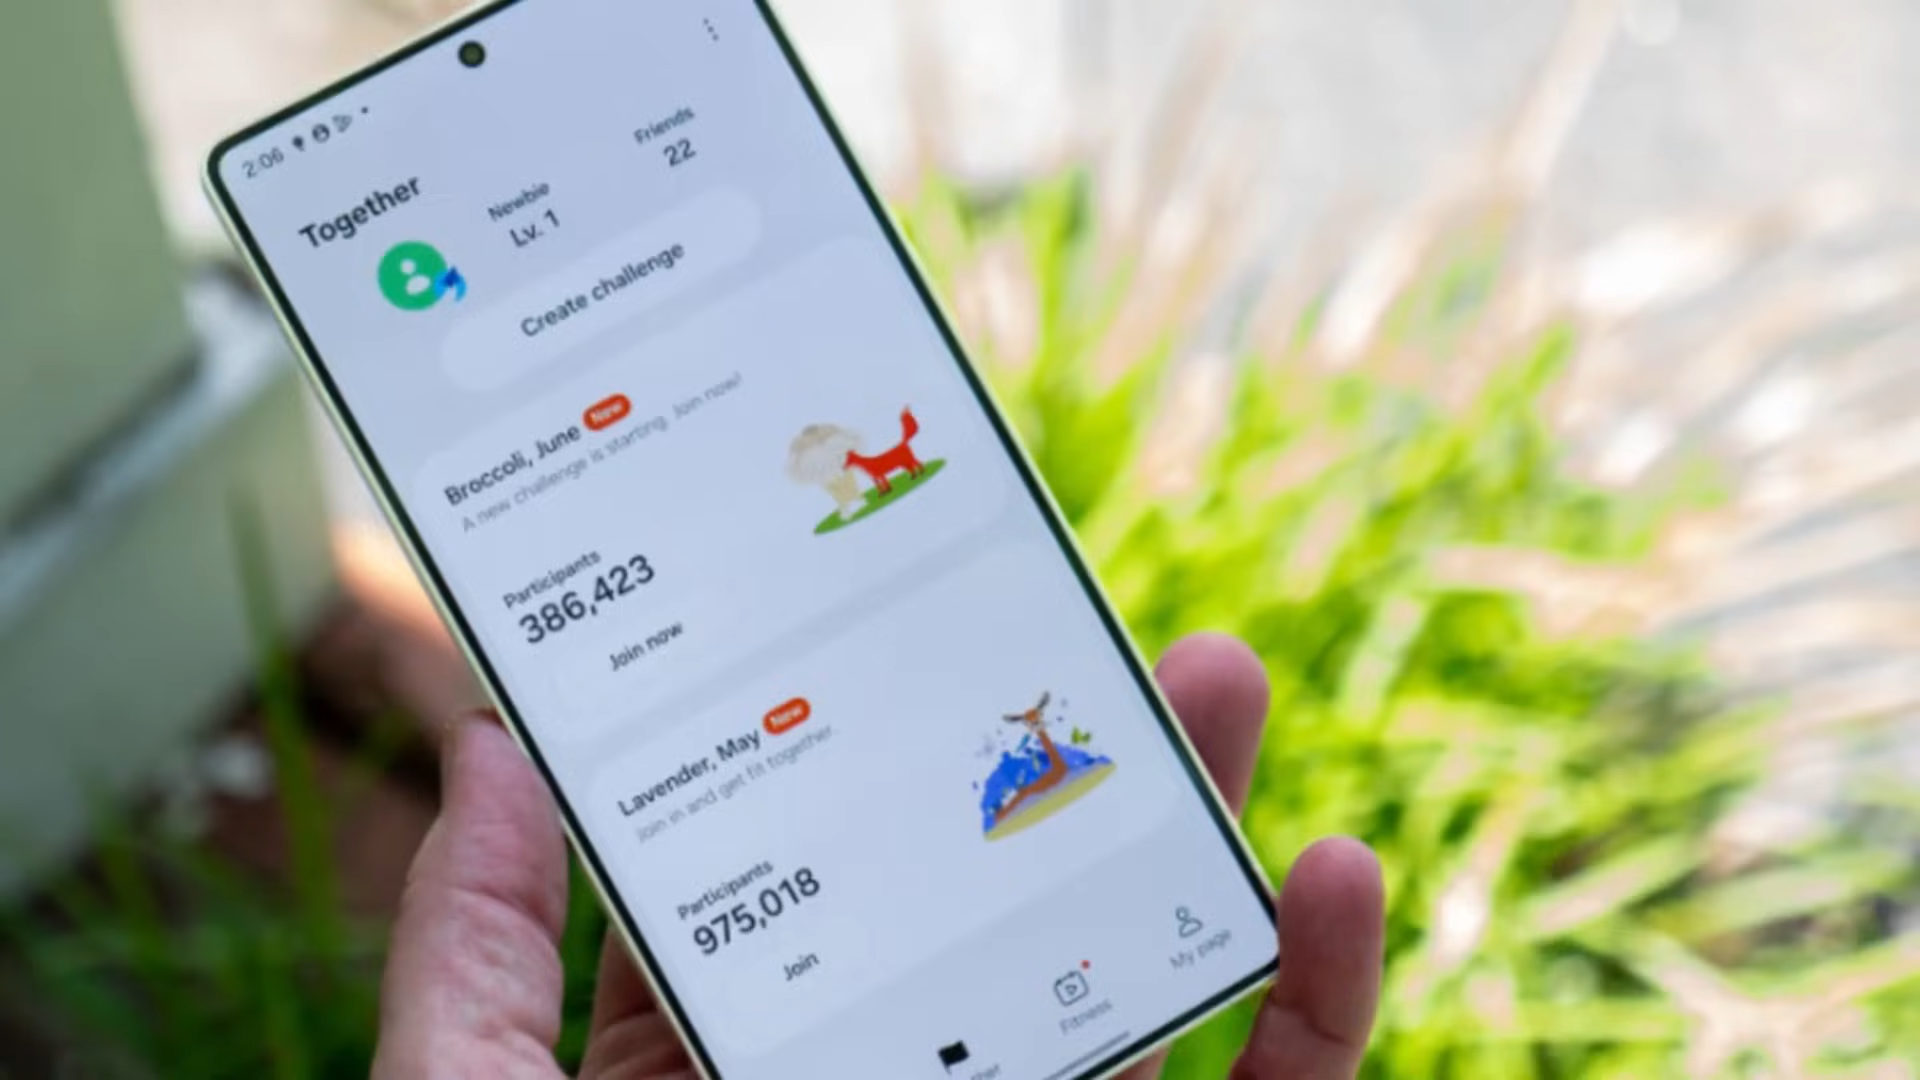 2:06
Together
Newbie
Lv. 1
Friends
22
Create challenge
Broccoli, June New
A new challenge is starting. Join now!
Participants
386,423
Join now
Lavender, May New
Join in and get fit together.
Participants
975,018
Join
Fitness
My page